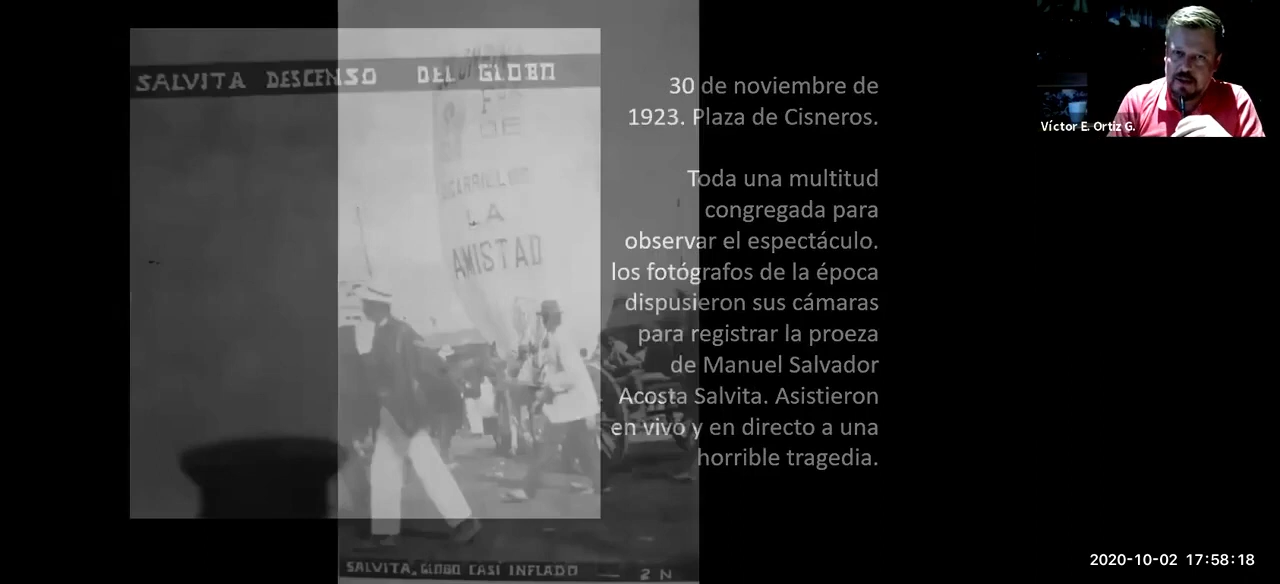 SALVITA DESCENSO DEL GLOBO
DE
LA
AMISTAD
SALVITA, GLOBO CASI INFLADO 2 N
30 de noviembre de
1923. Plaza de Cisneros.
Toda una multitud
congregada para
observar el espectáculo.
los fotógrafos de la época
dispusieron sus cámaras
para registrar la proeza
de Manuel Salvador
Acosta Salvita. Asistieron
en vivo y en directo a una
horrible tragedia.
Víctor E. Ortiz G.
2020-10-02 17:58:18